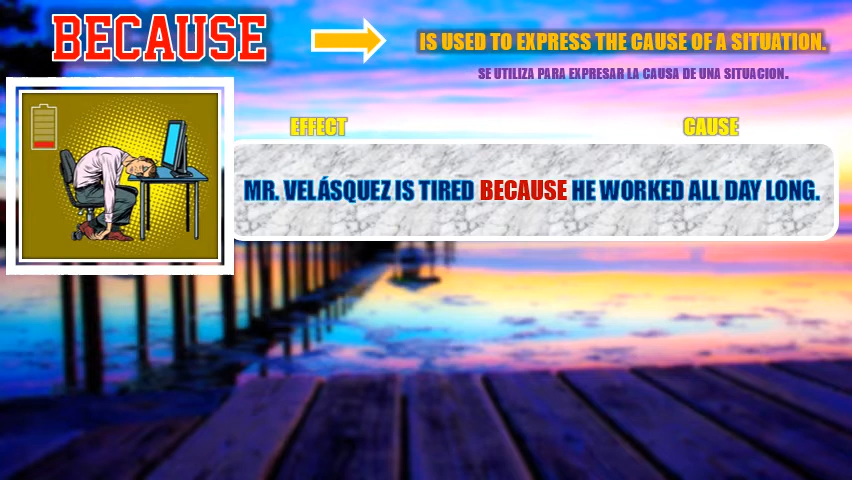 BECAUSE
IS USED TO EXPRESS THE CAUSE OF A SITUATION.
SE UTILIZA PARA EXPRESAR LA CAUSA DE UNA SITUACION.
EFFECT
CAUSE
MR. VELÁSQUEZ IS TIRED BECAUSE HE WORKED ALL DAY LONG.